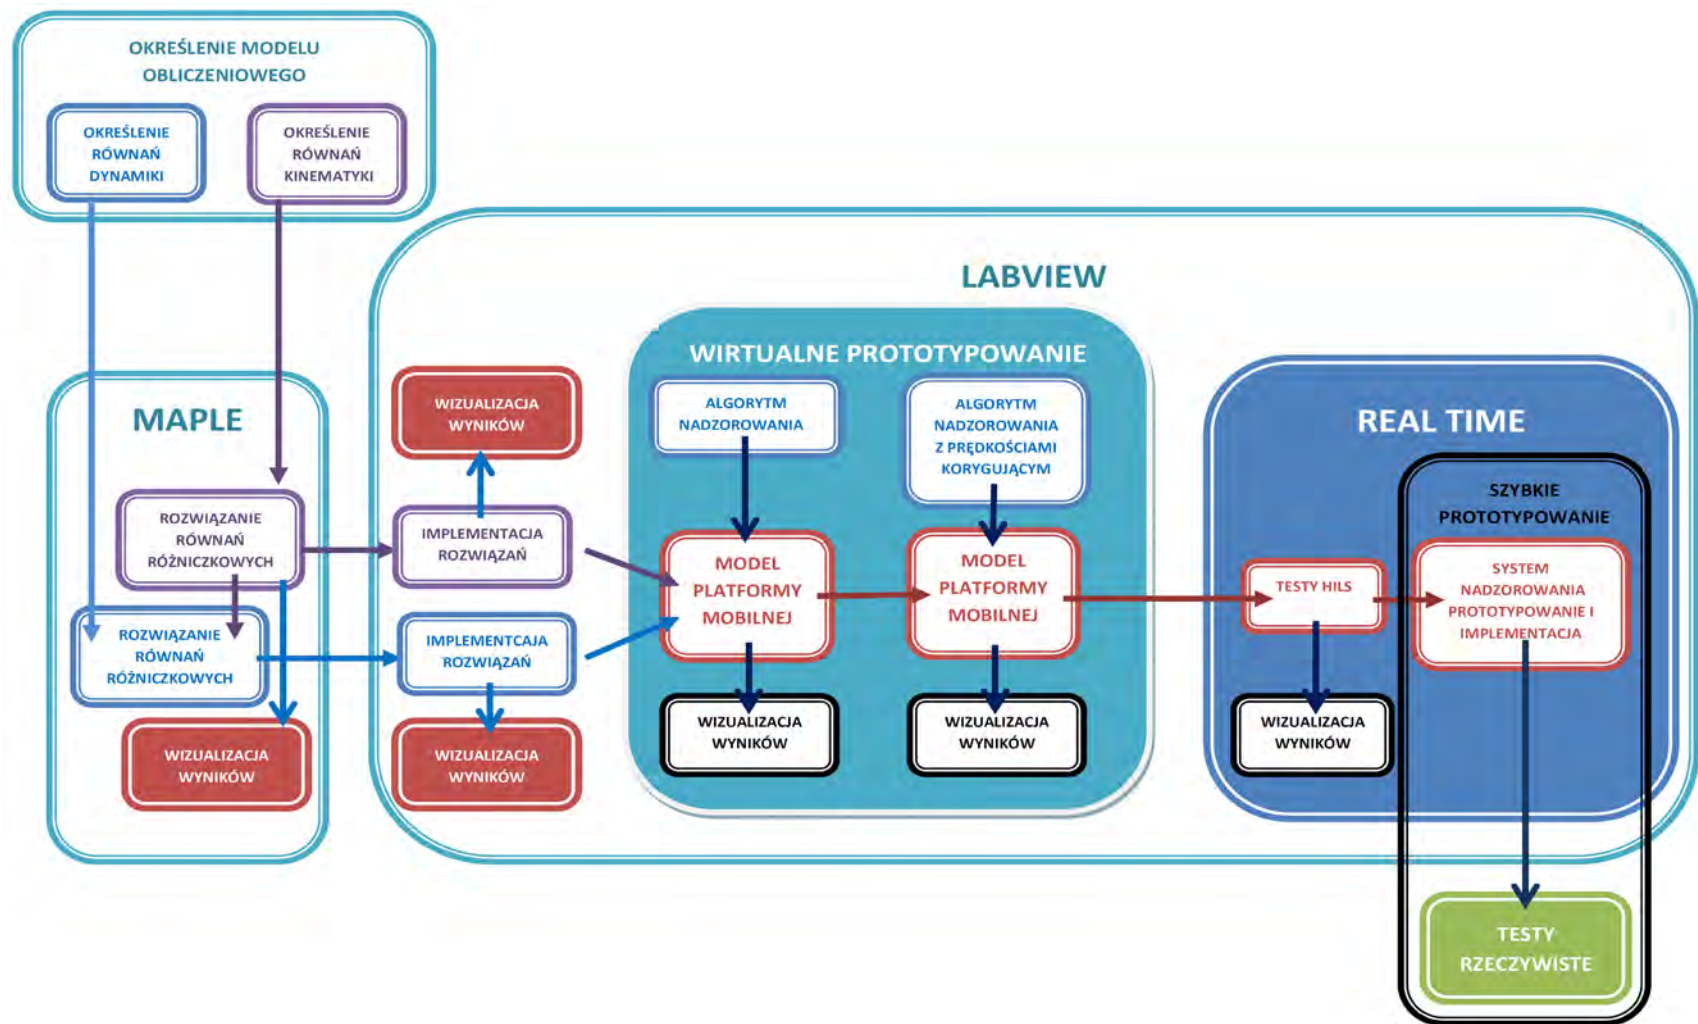 OKREŚLENIE MODELU
OBLICZENIOWEGO
OKREŚLENIE
RÓWNAŃ
DYNAMIKI
OKREŚLENIE
RÓWNAŃ
KINEMATYKI
MAPLE
ROZWIĄZANIE
RÓWNAŃ
RÓŻNICZKOWYCH
ROZWIĄZANIE
RÓWNAŃ
RÓŻNICZKOWYCH
WIZUALIZACJA
WYNIKÓW
LABVIEW
WIZUALIZACJA
WYNIKÓW
IMPLEMENTACJA
ROZWIĄZAŃ
IMPLEMENTCAJA
ROZWIĄZAŃ
WIZUALIZACJA
WYNIKÓW
WIRTUALNE PROTOTYPOWANIE
ALGORYTM
NADZOROWANIA
MODEL
PLATFORMY
MOBILNEJ
WIZUALIZACJA
WYNIKÓW
ALGORYTM
NADZOROWANIA
Z PRĘDKOŚCIAMI
KORYGUJĄCYM
MODEL
PLATFORMY
MOBILNEJ
WIZUALIZACJA
WYNIKÓW
REAL TIME
TESTY HILS
WIZUALIZACJA
WYNIKÓW
SZYBKIE
PROTOTYPOWANIE
SYSTEM
NADZOROWANIA
PROTOTYPOWANIE I
IMPLEMENTACJA
TESTY
RZECZYWISTE